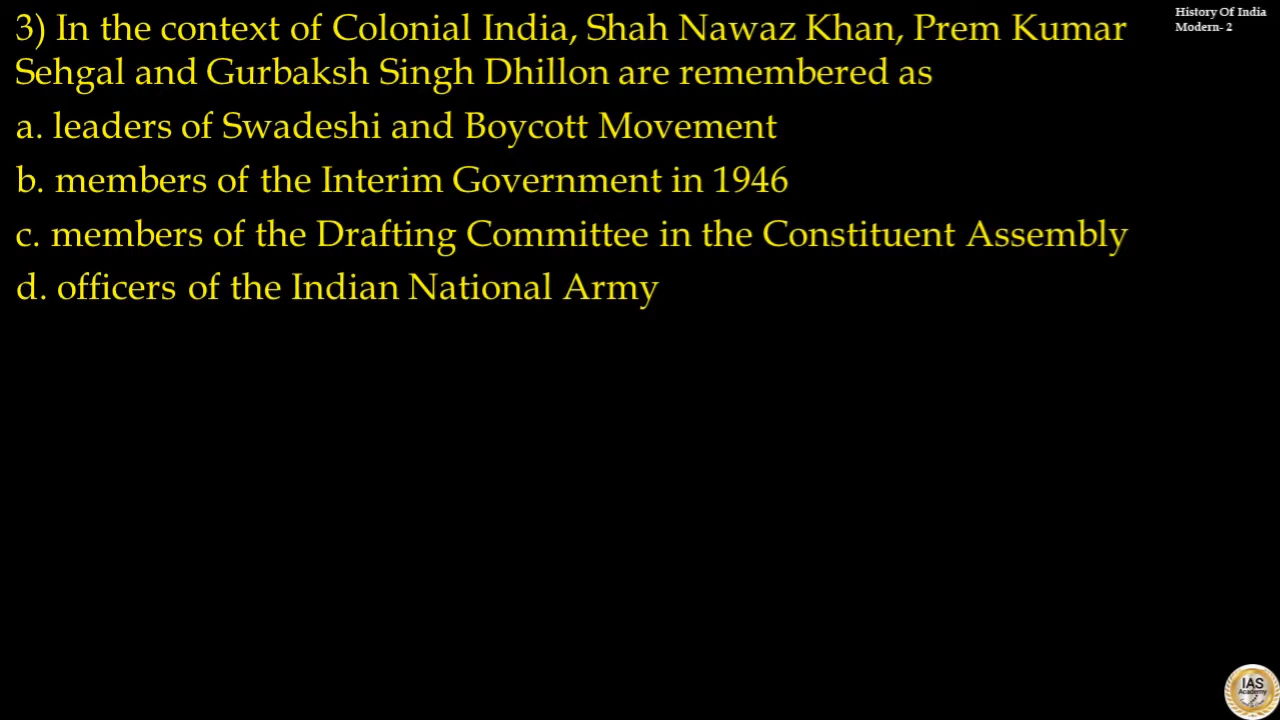 3) In the context of Colonial India, Shah Nawaz Khan, Prem Kumar
Sehgal and Gurbaksh Singh Dhillon are remembered as
a. leaders of Swadeshi and Boycott Movement
b. members of the Interim Government in 1946
c. members of the Drafting Committee in the Constituent Assembly
d. officers of the Indian National Army
History Of India
Modern- 2
IAS
Academy